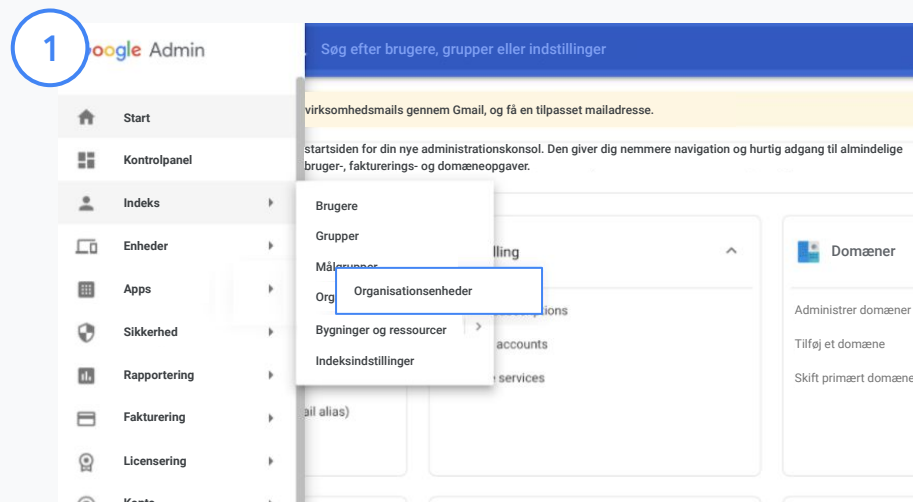 1
oogle Admin
Søg efter brugere, grupper eller indstillinger
virksomhedsmails gennem Gmail, og få en tilpasset mailadresse.
startsiden for din nye administrationskonsol. Den giver dig nemmere navigation og hurtig adgang til almindelige
bruger-, fakturerings- og domæneopgaver.
Start
Kontrolpanel
Indeks
Enheder
Apps
Sikkerhed
Rapportering
Fakturering
Licensering
Konto
Brugere
Grupper
Målgrupper
Org
Organisationsenheder
Bygninger og ressourcer
Indeksindstillinger
lling
accounts
services
ail alias)
Domæner
Administrer domæner
Tilføj et domæne
Skift primært domæne